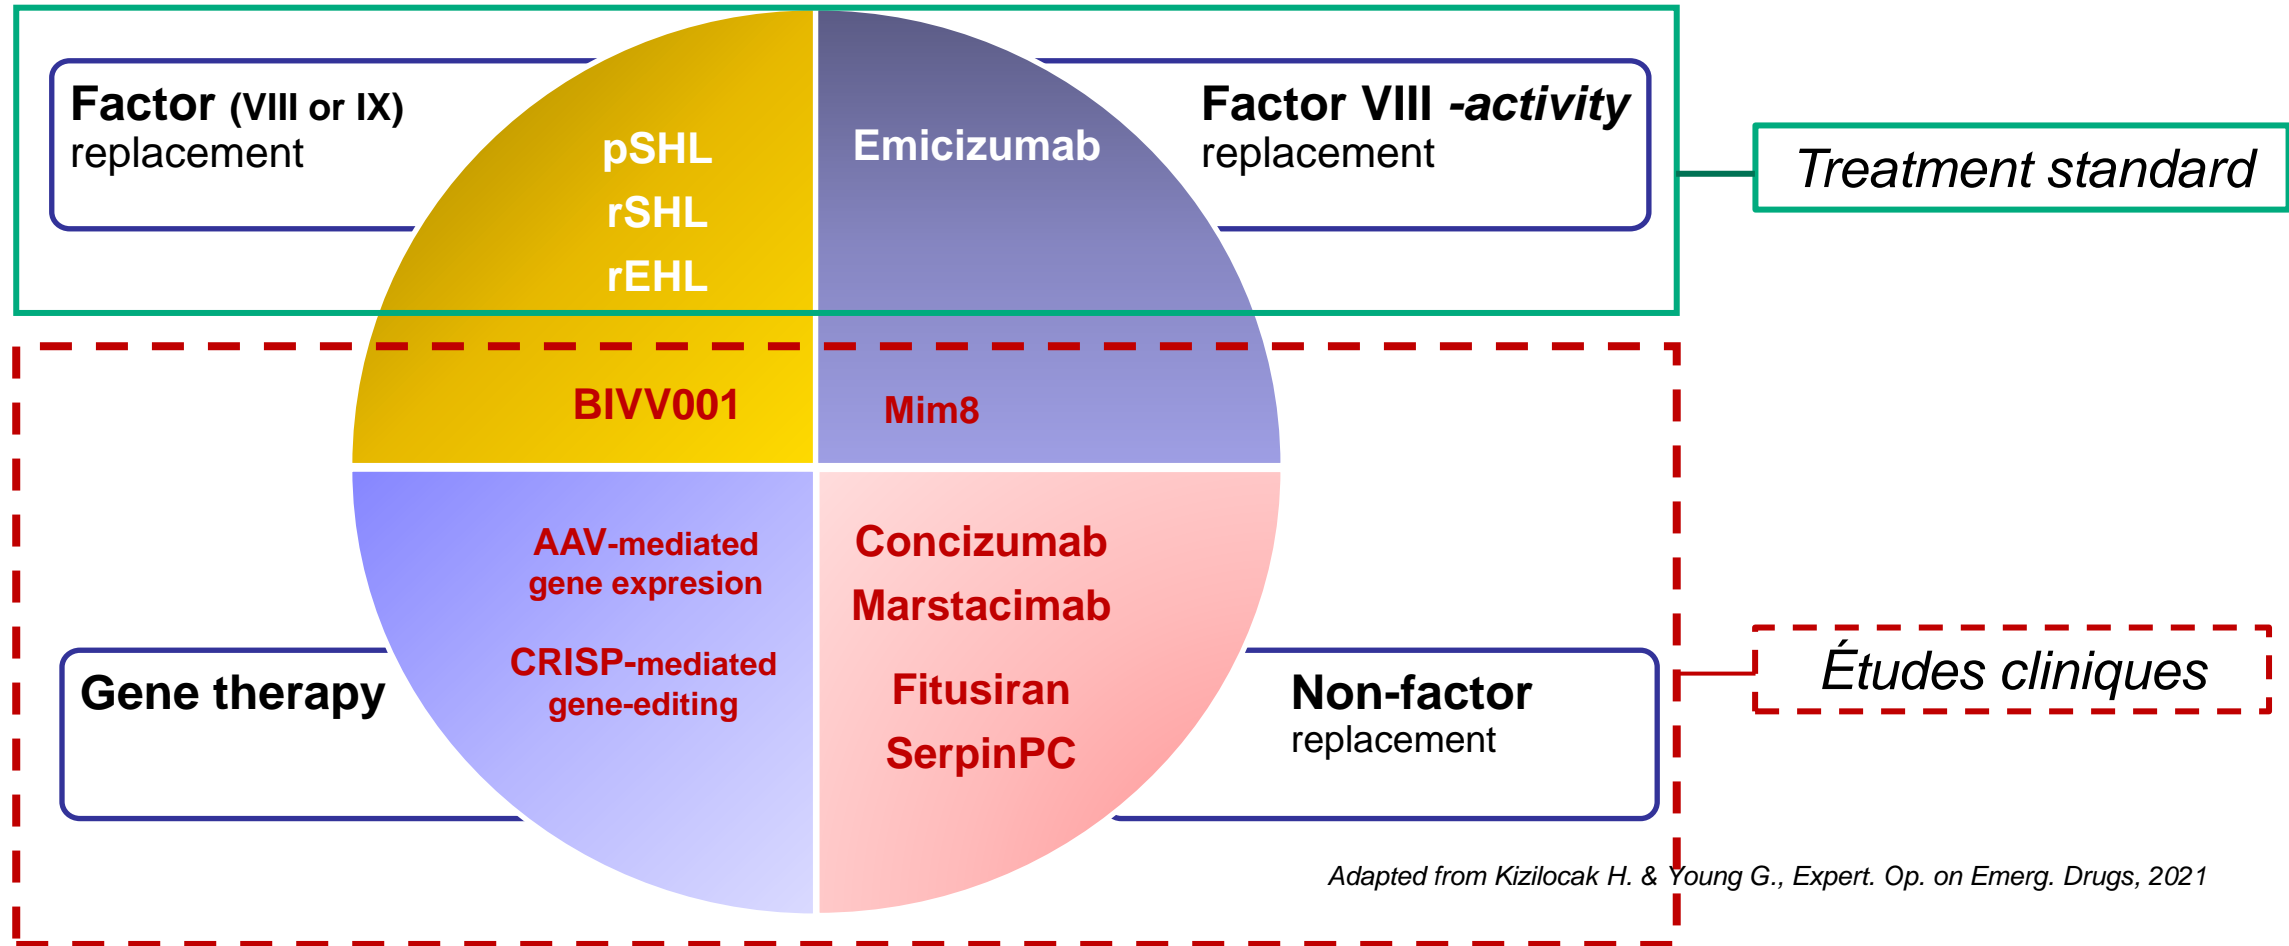 Factor (VIII or IX)
replacement
pSHL
rSHL
rEHL
BIVV001
Emicizumab
Mim8
Factor VIII -activity
replacement
Treatment standard
Gene therapy
AAV-mediated
gene expresion
CRISP-mediated
gene-editing
Concizumab
Marstacimab
Fitusiran
SerpinPC
Non-factor
replacement
Études cliniques
Adapted from Kizilocak H. & Young G., Expert. Op. on Emerg. Drugs, 2021